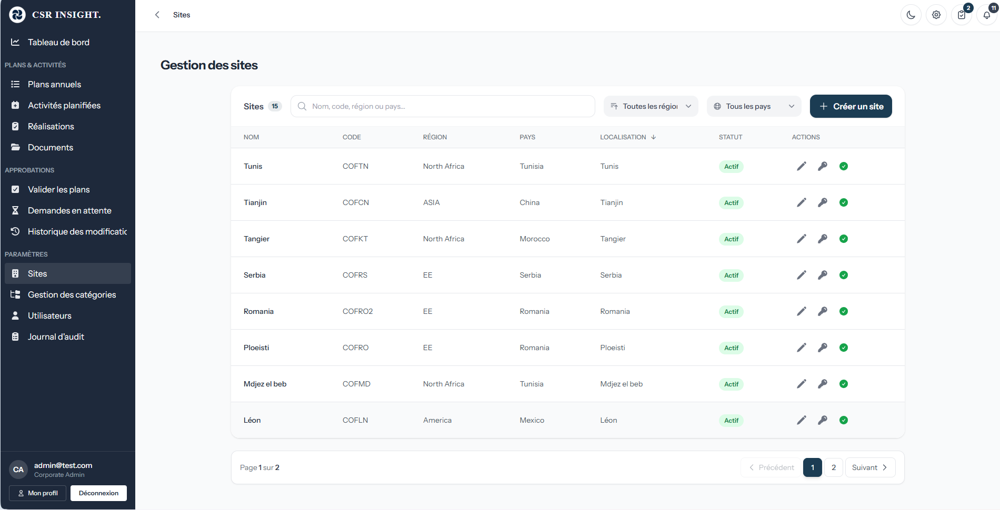 CSR INSIGHT.
Tableau de bord
PLANS & ACTIVITÉS
Plans annuels
Activités planifiées
Réalisations
Documents
APPROBATIONS
Valider les plans
Demandes en attente
Historique des modificatio
PARAMÈTRES
Sites
Gestion des catégories
Utilisateurs
Journal d'audit
CA
admin@test.com
Corporate Admin
Mon profil
Déconnexion
Sites
2
11
Gestion des sites
Sites 15
Nom, code, région ou pays...
Toutes les région
Tous les pays
Créer un site
NOM CODE RÉGION PAYS LOCALISATION STATUT ACTIONS
Tunis COFTN North Africa Tunisia Tunis Actif
Tianjin COFCN ASIA China Tianjin Actif
Tangier COFKT North Africa Morocco Tangier Actif
Serbia COFRS EE Serbia Serbia Actif
Romania COFRO2 EE Romania Romania Actif
Ploeisti COFRO EE Romania Ploeisti Actif
Mdjez el beb COFMD North Africa Tunisia Mdjez el beb Actif
Léon COFLN America Mexico Léon Actif
Page 1 sur 2
Précédent 1 2 Suivant